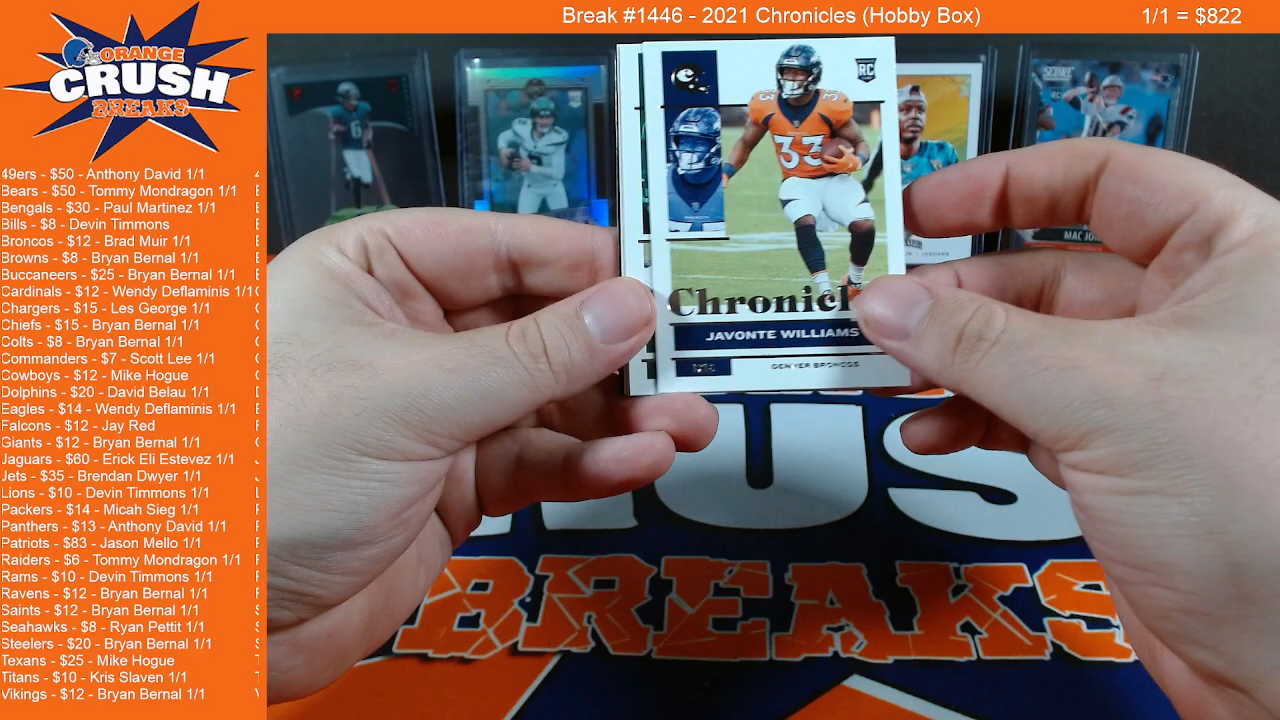 Break #1446 - 2021 Chronicles (Hobby Box)
1/1 = $822
ORANGE
CRUSH
BREAKS
49ers - $50 - Anthony David 1/1
Bears - $50 - Tommy Mondragon 1/1
Bengals - $30 - Paul Martinez 1/1
Bills - $8 - Devin Timmons
Broncos - $12 - Brad Muir 1/1
Browns - $8 - Bryan Bernal 1/1
Buccaneers - $25 - Bryan Bernal 1/1
Cardinals - $12 - Wendy Deflaminis 1/1
Chargers - $15 - Les George 1/1
Chiefs - $15 - Bryan Bernal 1/1
Colts - $8 - Bryan Bernal 1/1
Commanders - $7 - Scott Lee 1/1
Cowboys - $12 - Mike Hogue
Dolphins - $20 - David Belau 1/1
Eagles - $14 - Wendy Deflaminis 1/1
Falcons - $12 - Jay Red
Giants - $12 - Bryan Bernal 1/1
Jaguars - $60 - Erick Eli Estevez 1/1
Jets - $35 - Brendan Dwyer 1/1
Lions - $10 - Devin Timmons 1/1
Packers - $14 - Micah Sieg 1/1
Panthers - $13 - Anthony David 1/1
Patriots - $83 - Jason Mello 1/1
Raiders - $6 - Tommy Mondragon 1/1
Rams - $10 - Devin Timmons 1/1
Ravens - $12 - Bryan Bernal 1/1
Saints - $12 - Bryan Bernal 1/1
Seahawks - $8 - Ryan Pettit 1/1
Steelers - $20 - Bryan Bernal 1/1
Texans - $25 - Mike Hogue
Titans - $10 - Kris Slaven 1/1
Vikings - $12 - Bryan Bernal 1/1
RC
33
Chronicl
JAVONTE WILLIAMS
DENVER BRONCOS
SCORE
MAC JO
US
BREAKS